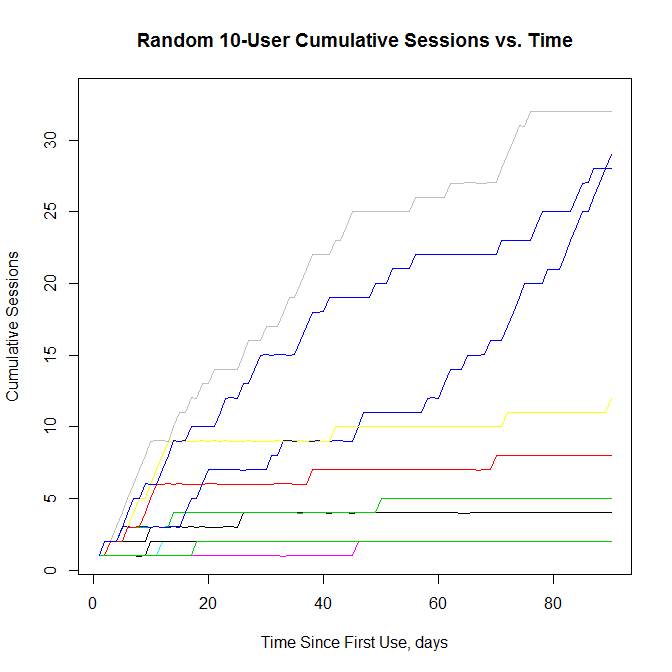 Random 10-User Cumulative Sessions vs. Time
Cumulative Sessions
30
25
20
15
10
5
0
0 20 40 60 80
Time Since First Use, days